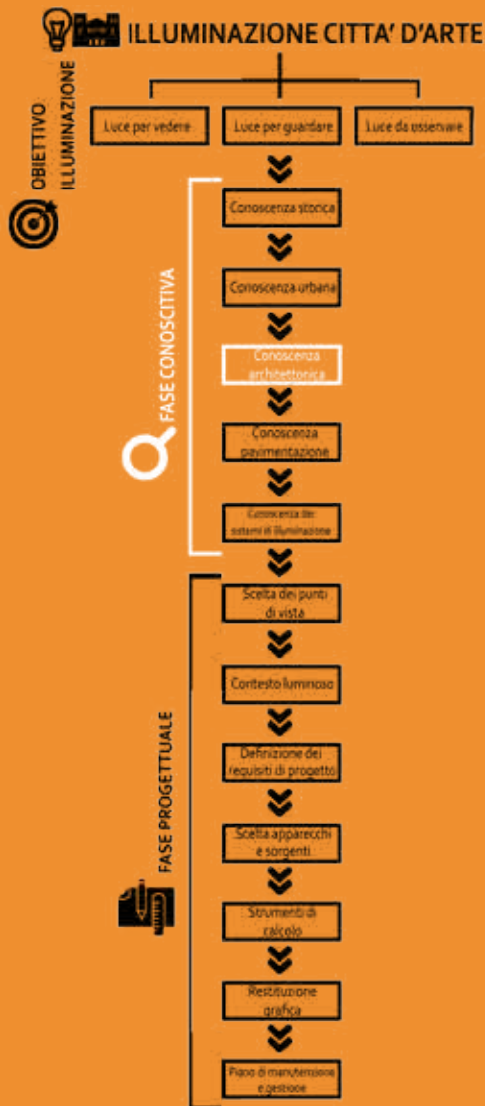 ILLUMINAZIONE CITTA' D'ARTE
OBIETTIVO
ILLUMINAZIONE
Luce per vedere
Luce per guardare
Luce da osservare
FASE CONOSCITIVA
Conoscenza storica
Conoscenza urbana
Conoscenza
architettonica
Conoscenza
pavimentazione
Conoscenza dei
sistemi di illuminazione
FASE PROGETTUALE
Scelta dei punti
di vista
Contesto luminoso
Definizione dei
requisiti di progetto
Scelta apparecchi
e sorgenti
Strumenti di
calcolo
Restituzione
grafica
Piano di manutenzione
e gestione